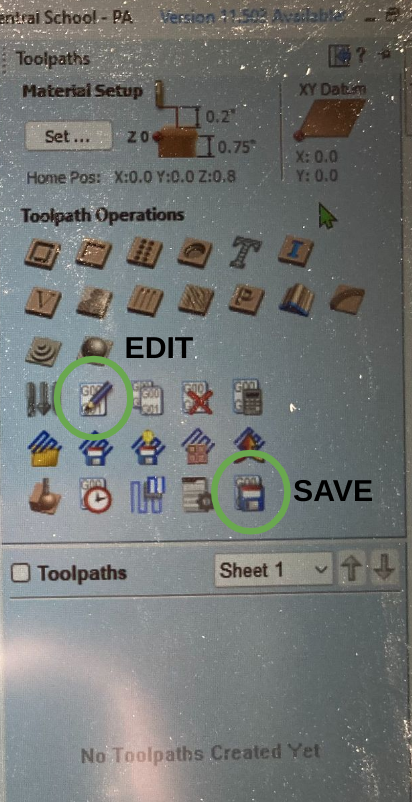 entral School - PA Version 11.503 Available
Toolpaths ?
Material Setup XY Datum
0.2"
Set ... Z 0
0.75"
X: 0.0
Home Pos: X:0.0 Y:0.0 Z:0.8 Y: 0.0
Toolpath Operations
EDIT
SAVE
Toolpaths Sheet 1
No Toolpaths Created Yet